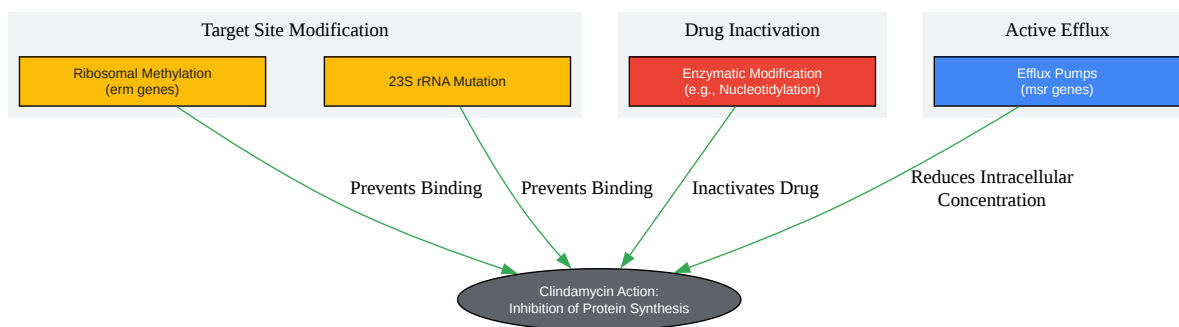 Target Site Modification
Ribosomal Methylation
(erm genes)
23S rRNA Mutation
Drug Inactivation
Enzymatic Modification
(e.g., Nucleotidylation)
Active Efflux
Efflux Pumps
(msr genes)
Prevents Binding
Prevents Binding
Inactivates Drug
Reduces Intracellular
Concentration
Clindamycin Action:
Inhibition of Protein Synthesis